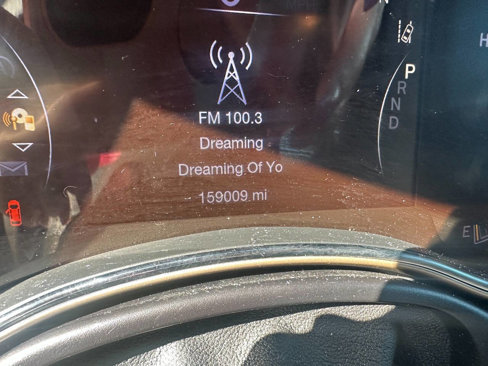 N
H
P
FM 100.3
R
Dreaming
N
D
Dreaming Of Yo
159009 mi
E